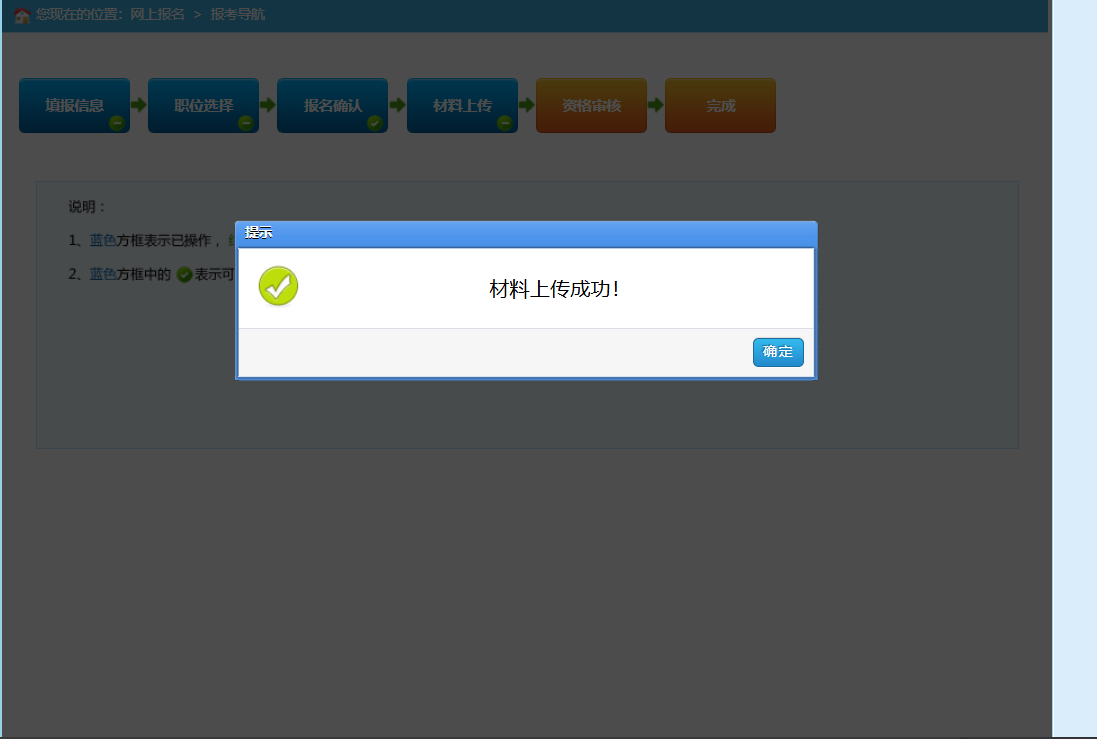 您现在的位置：网上报名 > 报考导航
填报信息 职位选择 报名确认 材料上传 资格审核 完成
说明：
1、蓝色方框表示已操作，
2、蓝色方框中的 表示可
提示
材料上传成功！
确定